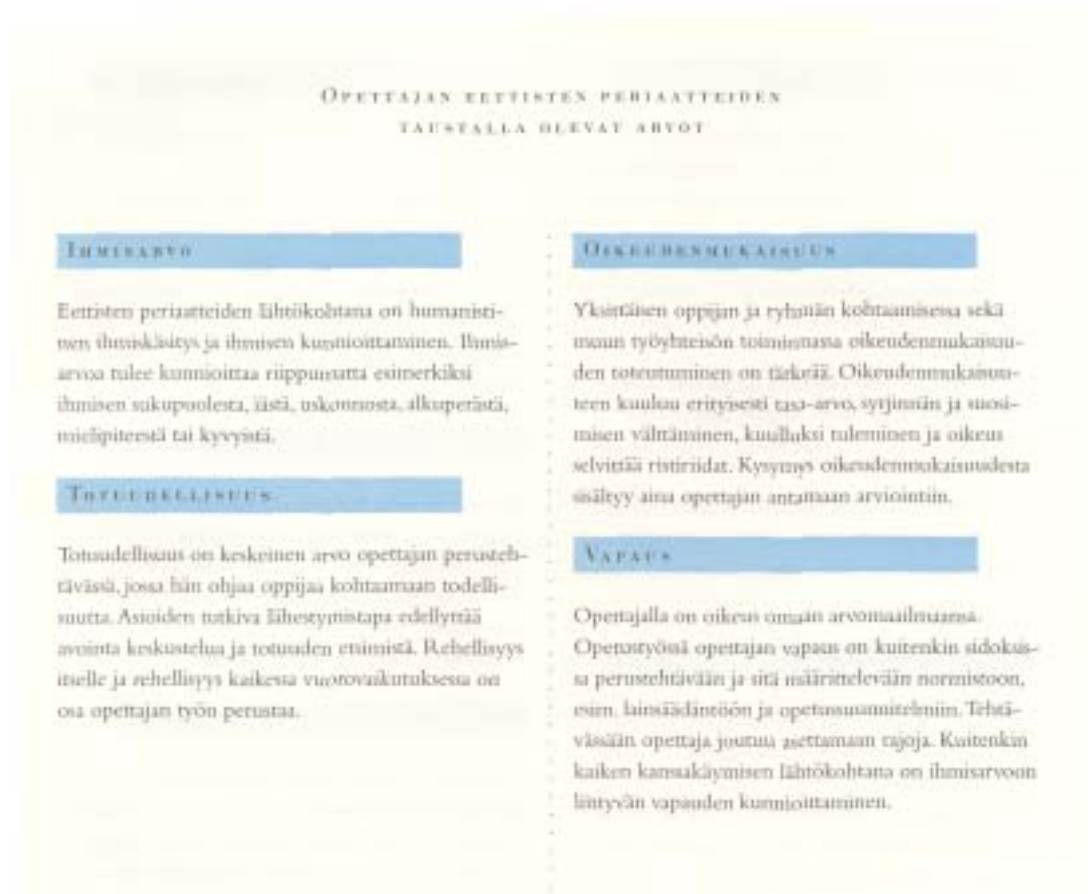 OPETTAJAN EETTISTEN PERIAATTEIDEN
TAUSTALLA OLEVAT ARVOT
IHMISARVO
Eettisten periaatteiden lähtökohtana on humanisti-
nen ihmiskäsitys ja ihmisen kunnioittaminen. Ihmis-
arvoa tulee kunnioittaa riippumatta esimerkiksi
ihmisen sukupuolesta, iästä, uskonnosta, alkuperästä,
mielipiteestä tai kyvyistä.
TOTUUDELLISUUS
Totuudellisuus on keskeinen arvo opettajan perusteh-
tävässä, jossa hän ohjaa oppijaa kohtaamaan todelli-
suutta. Asioiden tutkiva lähestymistapa edellyttää
avointa keskustelua ja totuuden etsimistä. Rehellisyys
itselle ja rehellisyys kaikessa vuorovaikutuksessa on
osa opettajan työn perustaa.
OIKEUDENMUKAISUUS
Yksittäisen oppijan ja ryhmän kohtaamisessa sekä
muun työyhteisön toiminnassa oikeudenmukaisuu-
den toteutuminen on tärkeää. Oikeudenmukaisuu-
teen kuuluu erityisesti tasa-arvo, syrjinnän ja suosi-
misen välttäminen, kuulluksi tuleminen ja oikeus
selvittää ristiriidat. Kysymys oikeudenmukaisuudesta
sisältyy aina opettajan antamaan arviointiin.
VAPAUS
Opettajalla on oikeus omaan arvomaailmaansa.
Opetustyössä opettajan vapaus on kuitenkin sidoksis-
sa perustehtävään ja sitä määrittelevään normistoon,
esim. lainsäädäntöön ja opetussuunnitelmiin. Tehtä-
vässään opettaja joutuu asettamaan rajoja. Kuitenkin
kaiken kanssakäymisen lähtökohtana on ihmisarvoon
liittyvän vapauden kunnioittaminen.